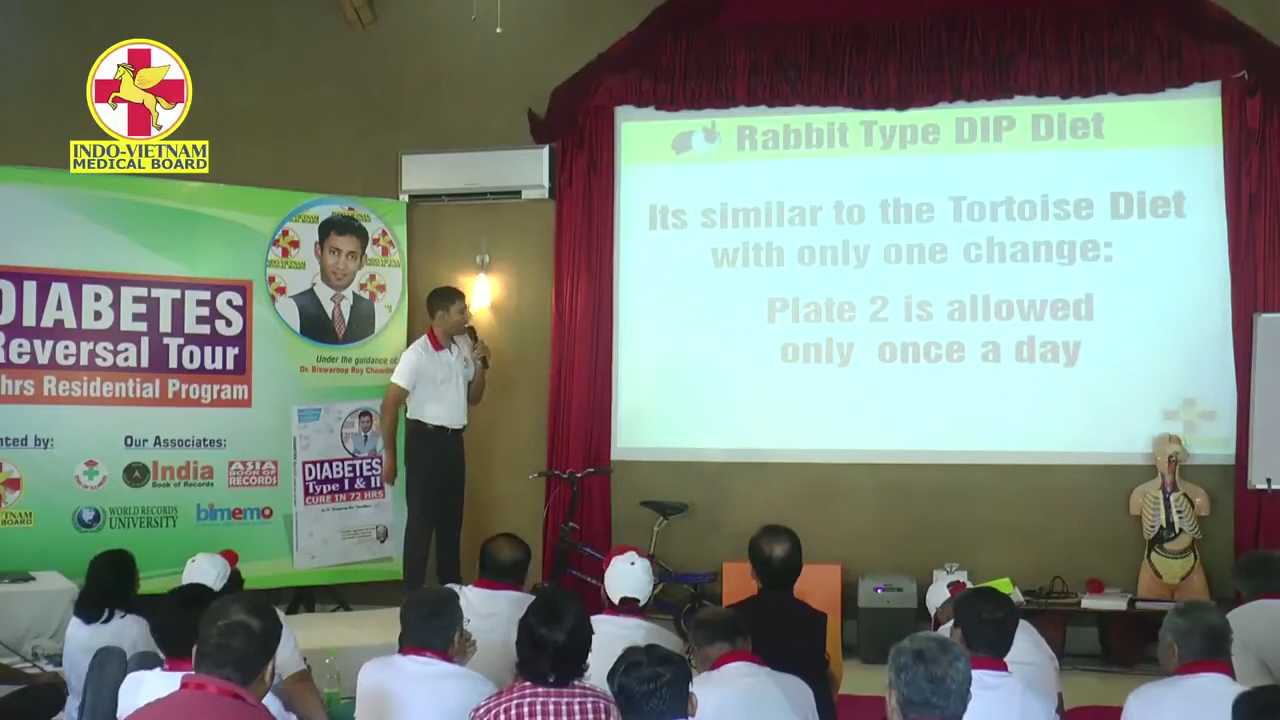 INDO-VIETNAM
MEDICAL BOARD
DIABETES
Reversal Tour
hrs Residential Program
Under the guidance of
Dr. Biswaroop Roy
nted by:
Our Associates:
India
Book of Records
ASIA
BOOK OF
RECORDS
WORLD RECORDS
UNIVERSITY
bimemo
DIABETES
Type I & II
CURE IN 72 HRS
Rabbit Type DIP Diet
Its similar to the Tortoise Diet
with only one change:
Plate 2 is allowed
only once a day